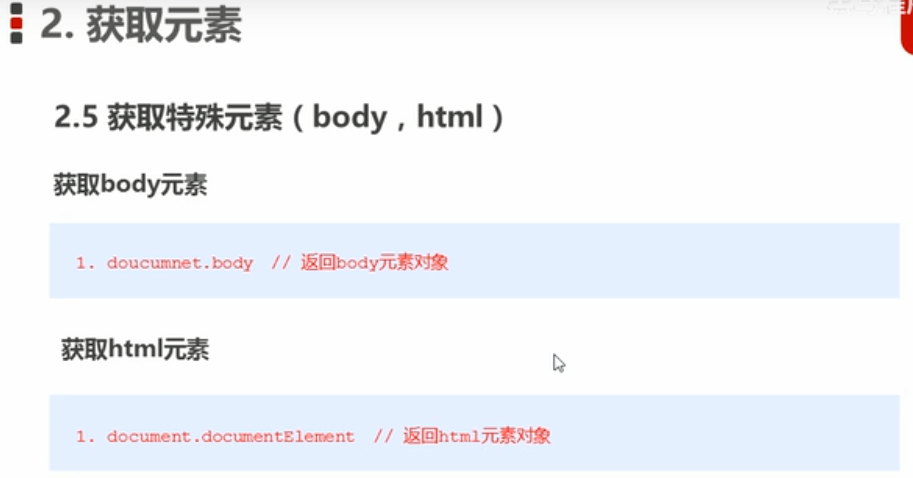 2. 获取元素
2.5 获取特殊元素（body，html）
获取body元素
1. doucumnet.body // 返回body元素对象
获取html元素
1. document.documentElement // 返回html元素对象